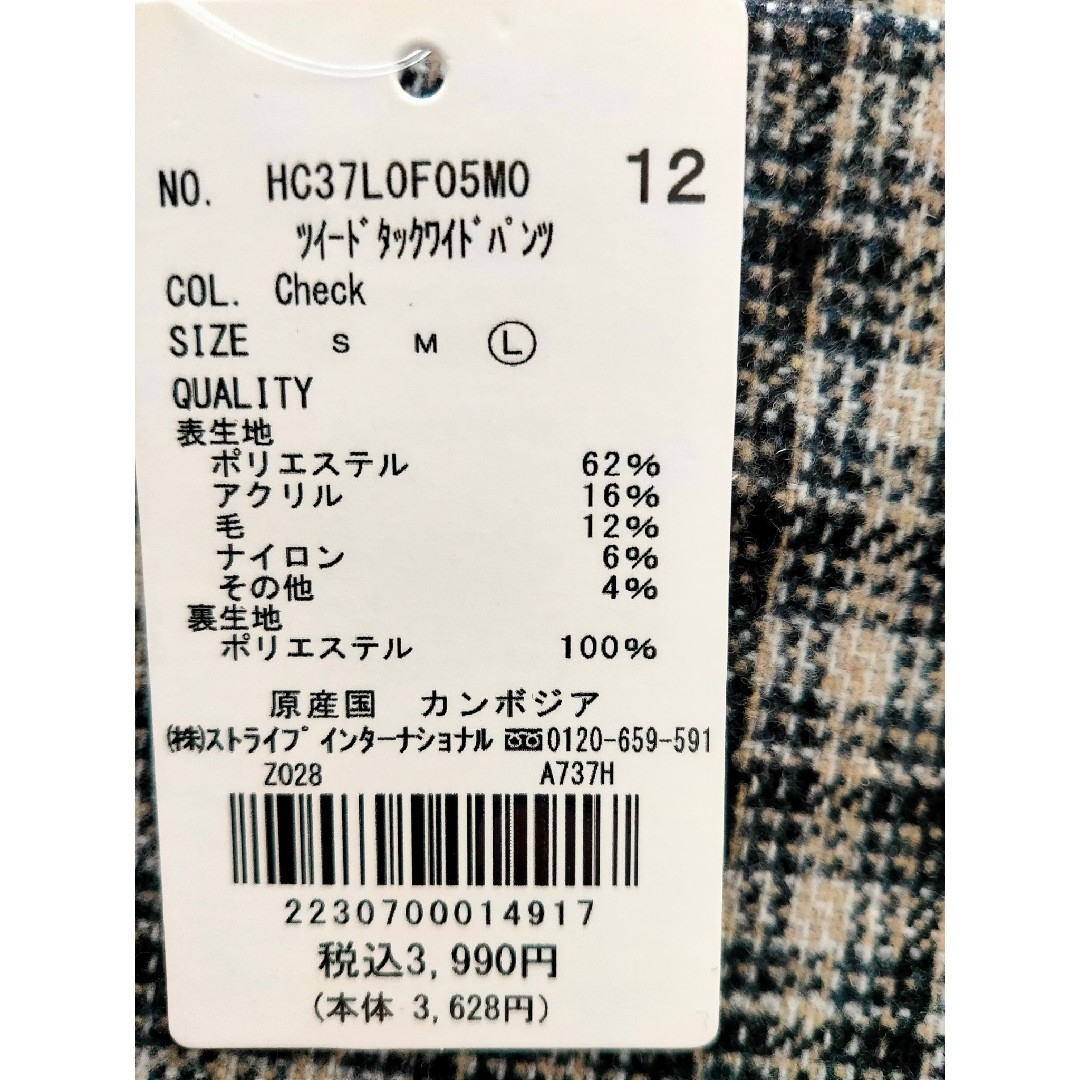 NO. HC37L0F05M0 12
ﾂｲｰﾄﾞﾀｯｸﾜｲﾄﾞﾊﾟﾝﾂ
COL. Check
SIZE S M Ⓛ
QUALITY
表生地
ポリエステル 62%
アクリル 16%
毛 12%
ナイロン 6%
その他 4%
裏生地
ポリエステル 100%
原産国 カンボジア
㈱ストライプ インターナショナル 0120-659-591
Z028 A737H
2230700014917
税込3,990円
(本体 3,628円)